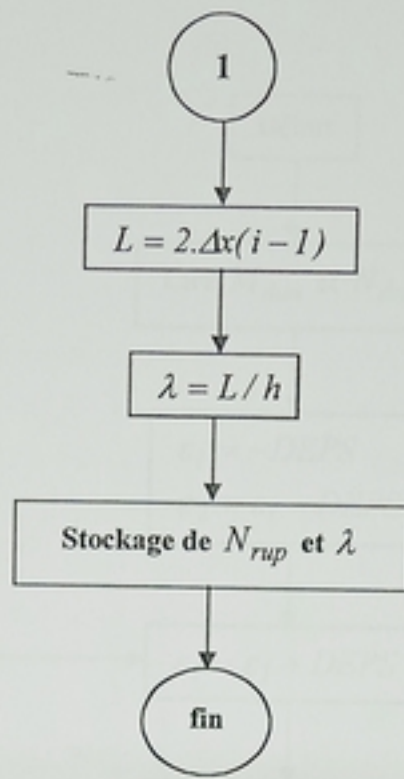 1
L = 2.Δx(i − 1)
λ = L / h
Stockage de N_rup et λ
fin